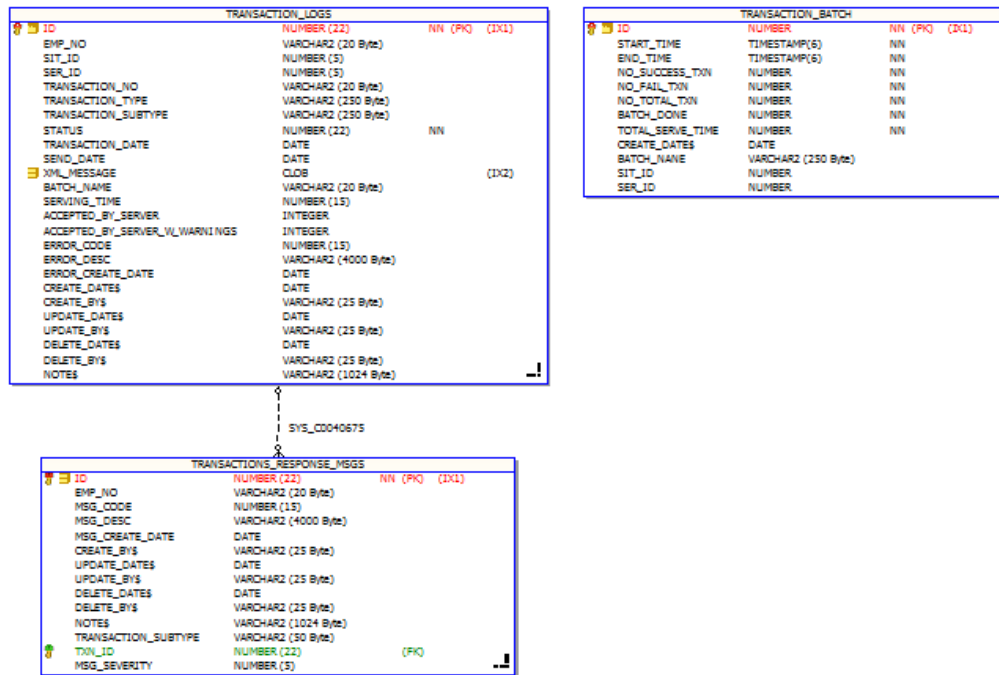 TRANSACTION_LOGS
ID NUMBER (22) NN (PK) (IX1)
EMP_NO VARCHAR2 (20 Byte)
SIT_ID NUMBER (5)
SER_ID NUMBER (5)
TRANSACTION_NO VARCHAR2 (20 Byte)
TRANSACTION_TYPE VARCHAR2 (250 Byte)
TRANSACTION_SUBTYPE VARCHAR2 (250 Byte)
STATUS NUMBER (22) NN
TRANSACTION_DATE DATE
SEND_DATE DATE
XML_MESSAGE CLOB (IX2)
BATCH_NAME VARCHAR2 (20 Byte)
SERVING_TIME NUMBER (15)
ACCEPTED_BY_SERVER INTEGER
ACCEPTED_BY_SERVER_W_WARNINGS INTEGER
ERROR_CODE NUMBER (15)
ERROR_DESC VARCHAR2 (4000 Byte)
ERROR_CREATE_DATE DATE
CREATE_DATE$ DATE
CREATE_BY$ VARCHAR2 (25 Byte)
UPDATE_DATE$ DATE
UPDATE_BY$ VARCHAR2 (25 Byte)
DELETE_DATE$ DATE
DELETE_BY$ VARCHAR2 (25 Byte)
NOTE$ VARCHAR2 (1024 Byte)
TRANSACTION_BATCH
ID NUMBER NN (PK) (IX1)
START_TIME TIMESTAMP(6) NN
END_TIME TIMESTAMP(6) NN
NO_SUCCESS_TXN NUMBER NN
NO_FAIL_TXN NUMBER NN
NO_TOTAL_TXN NUMBER NN
BATCH_DONE NUMBER NN
TOTAL_SERVE_TIME NUMBER NN
CREATE_DATE$ DATE
BATCH_NANE VARCHAR2 (250 Byte)
SIT_ID NUMBER
SER_ID NUMBER
SYS_C0040675
TRANSACTIONS_RESPONSE_MSGS
ID NUMBER (22) NN (PK) (IX1)
EMP_NO VARCHAR2 (20 Byte)
MSG_CODE NUMBER (15)
MSG_DESC VARCHAR2 (4000 Byte)
MSG_CREATE_DATE DATE
CREATE_BY$ VARCHAR2 (25 Byte)
UPDATE_DATE$ DATE
UPDATE_BY$ VARCHAR2 (25 Byte)
DELETE_DATE$ DATE
DELETE_BY$ VARCHAR2 (25 Byte)
NOTE$ VARCHAR2 (1024 Byte)
TRANSACTION_SUBTYPE VARCHAR2 (50 Byte)
TXN_ID NUMBER (22) (FK)
MSG_SEVERITY NUMBER (5)